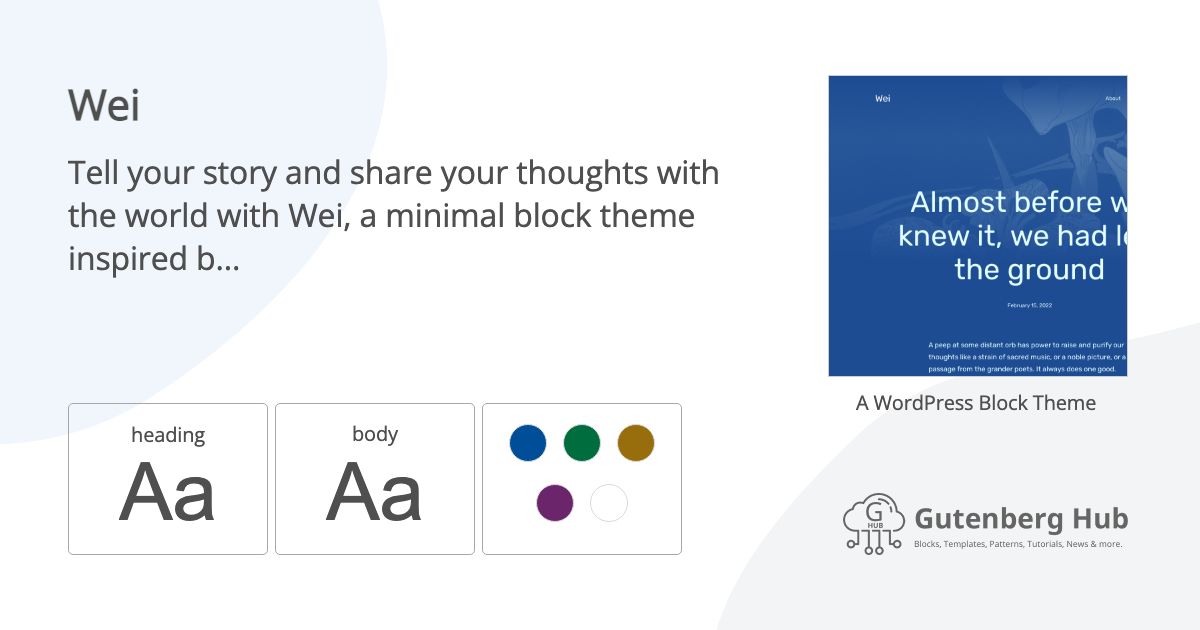 Wei
Tell your story and share your thoughts with
the world with Wei, a minimal block theme
inspired b...
heading
Aa
body
Aa
Wei
About
Almost before w
knew it, we had le
the ground
February 15, 2022
A peep at some distant orb has power to raise and purify our
thoughts like a strain of sacred music, or a noble picture, or a
passage from the grander poets. It always does one good.
A WordPress Block Theme
G
HUB
Gutenberg Hub
Blocks, Templates, Patterns, Tutorials, News & more.